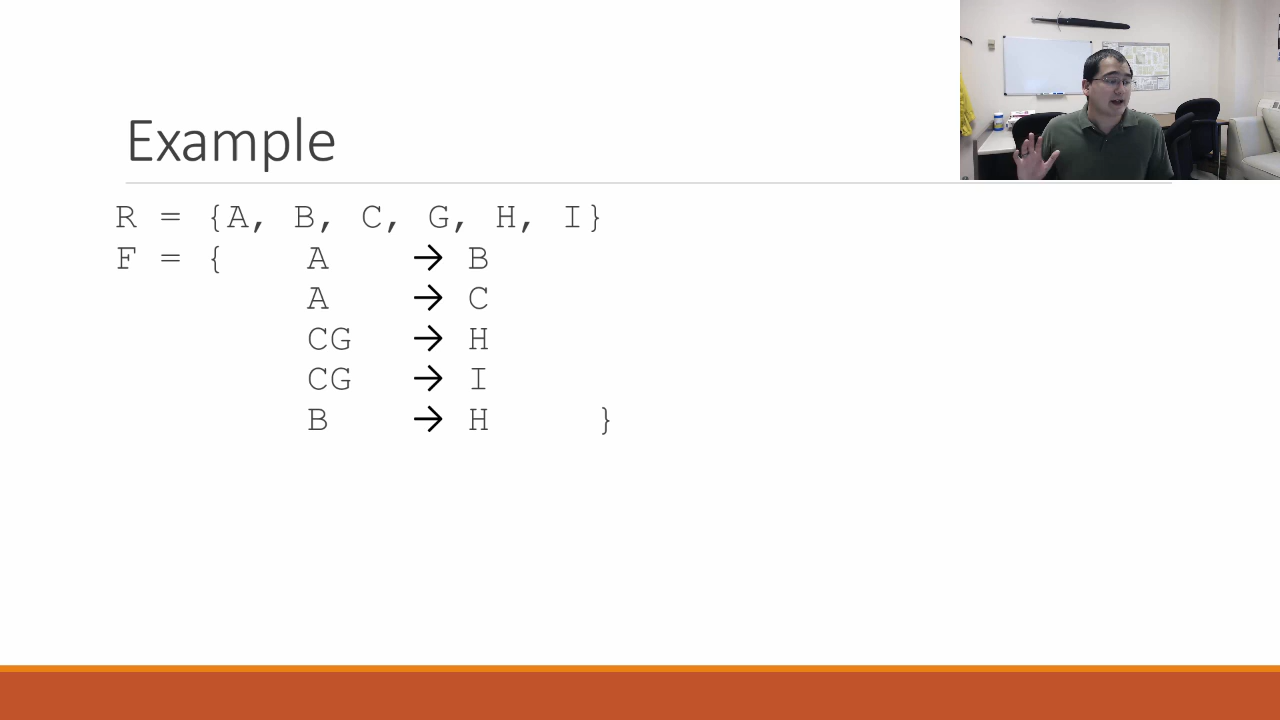 Example
R = {A, B, C, G, H, I}
F = { A → B
A → C
CG → H
CG → I
B → H }